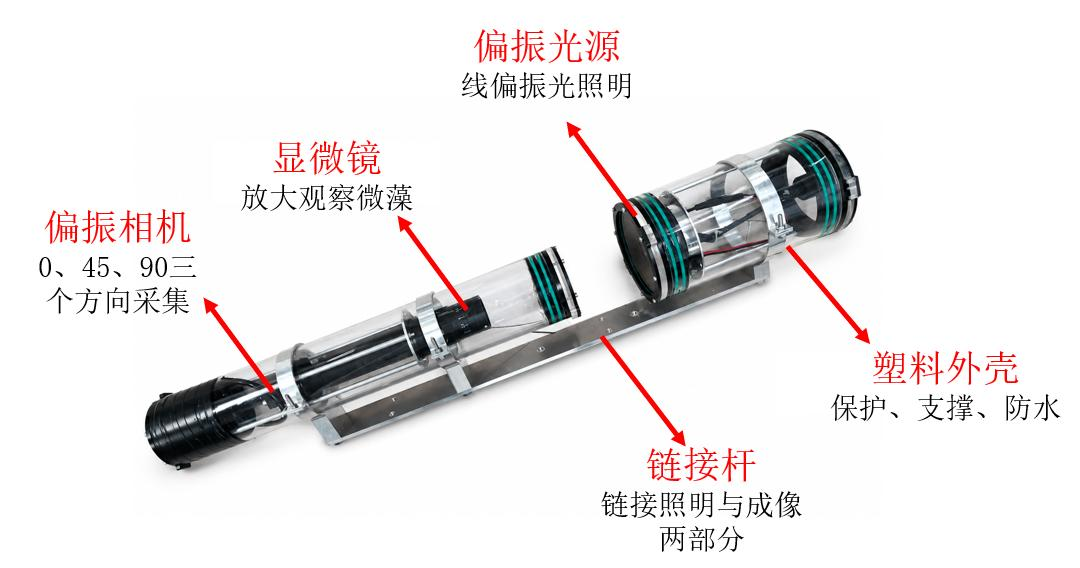 偏振光源
线偏振光照明
显微镜
放大观察微藻
偏振相机
0、45、90三
个方向采集
塑料外壳
保护、支撑、防水
链接杆
链接照明与成像
两部分